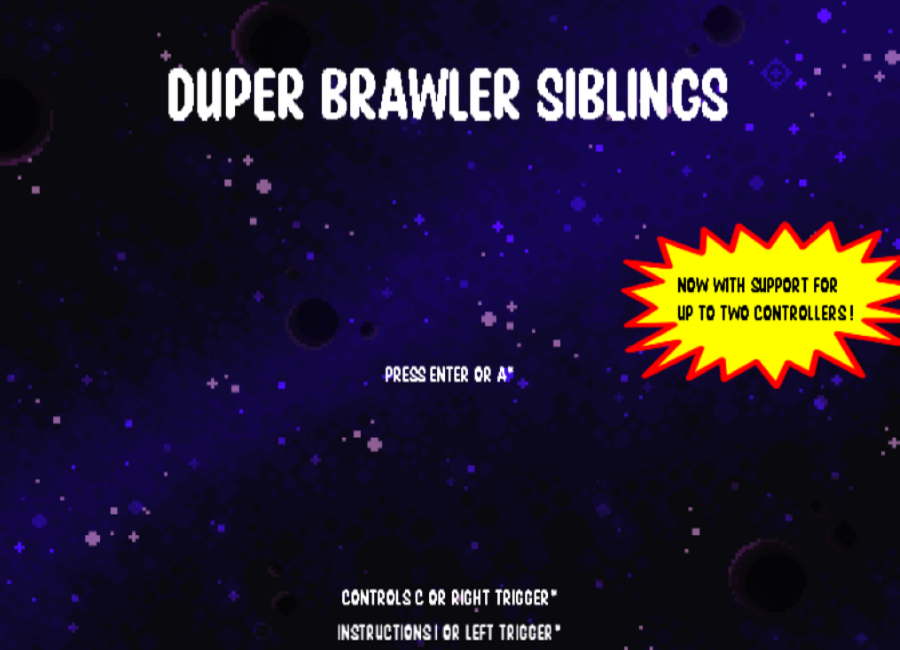 DUPER BRAWLER SIBLINGS
NOW WITH SUPPORT FOR
UP TO TWO CONTROLLERS!
PRESS ENTER OR A*
CONTROLS C OR RIGHT TRIGGER*
INSTRUCTIONS I OR LEFT TRIGGER*